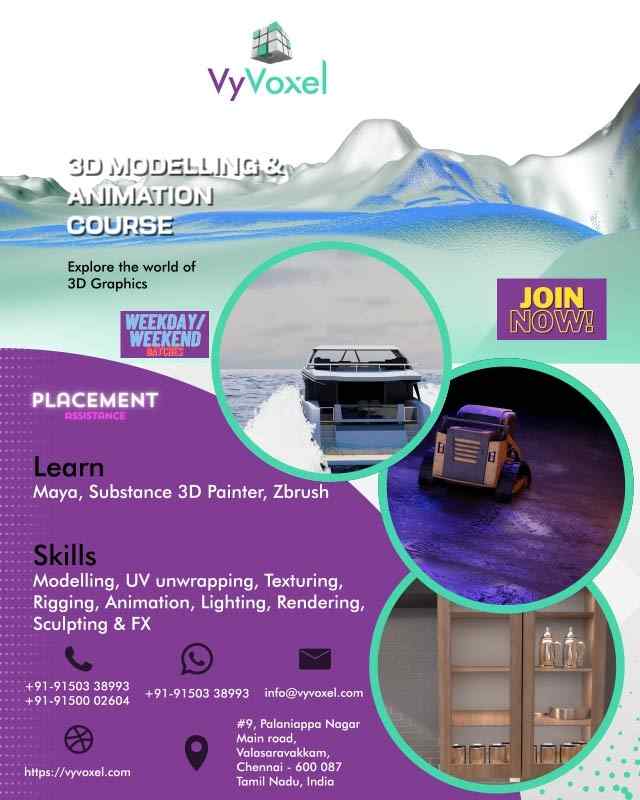 VyVoxel
3D MODELLING &
ANIMATION
COURSE
Explore the world of
3D Graphics
WEEKDAY/
WEEKEND
BATCHES
JOIN
NOW!
PLACEMENT
ASSISTANCE
Learn
Maya, Substance 3D Painter, Zbrush
Skills
Modelling, UV unwrapping, Texturing,
Rigging, Animation, Lighting, Rendering,
Sculpting & FX
+91-91503 38993
+91-91500 02604
+91-91503 38993
info@vyvoxel.com
https://vyvoxel.com
#9, Palaniappa Nagar
Main road,
Valasaravakkam,
Chennai - 600 087
Tamil Nadu, India